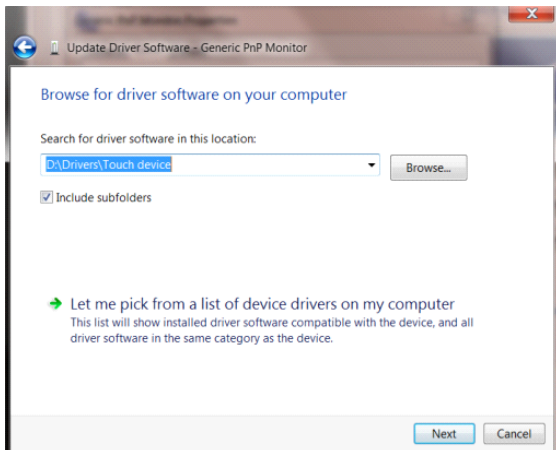 Update Driver Software - Generic PnP Monitor
Browse for driver software on your computer
Search for driver software in this location:
D:\Drivers\Touch device
Browse...
Include subfolders
Let me pick from a list of device drivers on my computer
This list will show installed driver software compatible with the device, and all
driver software in the same category as the device.
Next
Cancel